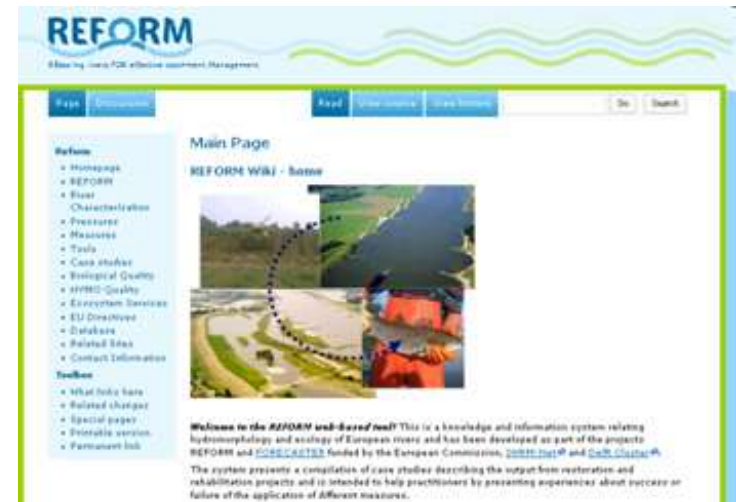 REFORM
REstoring rivers FOR effective catchment Management
Page Discussion Read View source View history Go Search
Main Page
REFORM Wiki - home
Reform
Homepage
REFORM
River
Characterization
Pressures
Measures
Tools
Case studies
Biological Quality
HYMO Quality
Ecosystem Services
EU Directives
Database
Related Sites
Contact Information
Toolbox
What links here
Related changes
Special pages
Printable version
Permanent link
Welcome to the REFORM web-based tool! This is a knowledge and information system relating
hydromorphology and ecology of European rivers and has been developed as part of the projects
REFORM und FORECASTER funded by the European Commission, IWRM-Net and Delft Cluster.
The system presents a compilation of case studies describing the output from restoration and
rehabilitation projects and is intended to help practitioners by presenting experiences about success or
failure of the application of different measures.